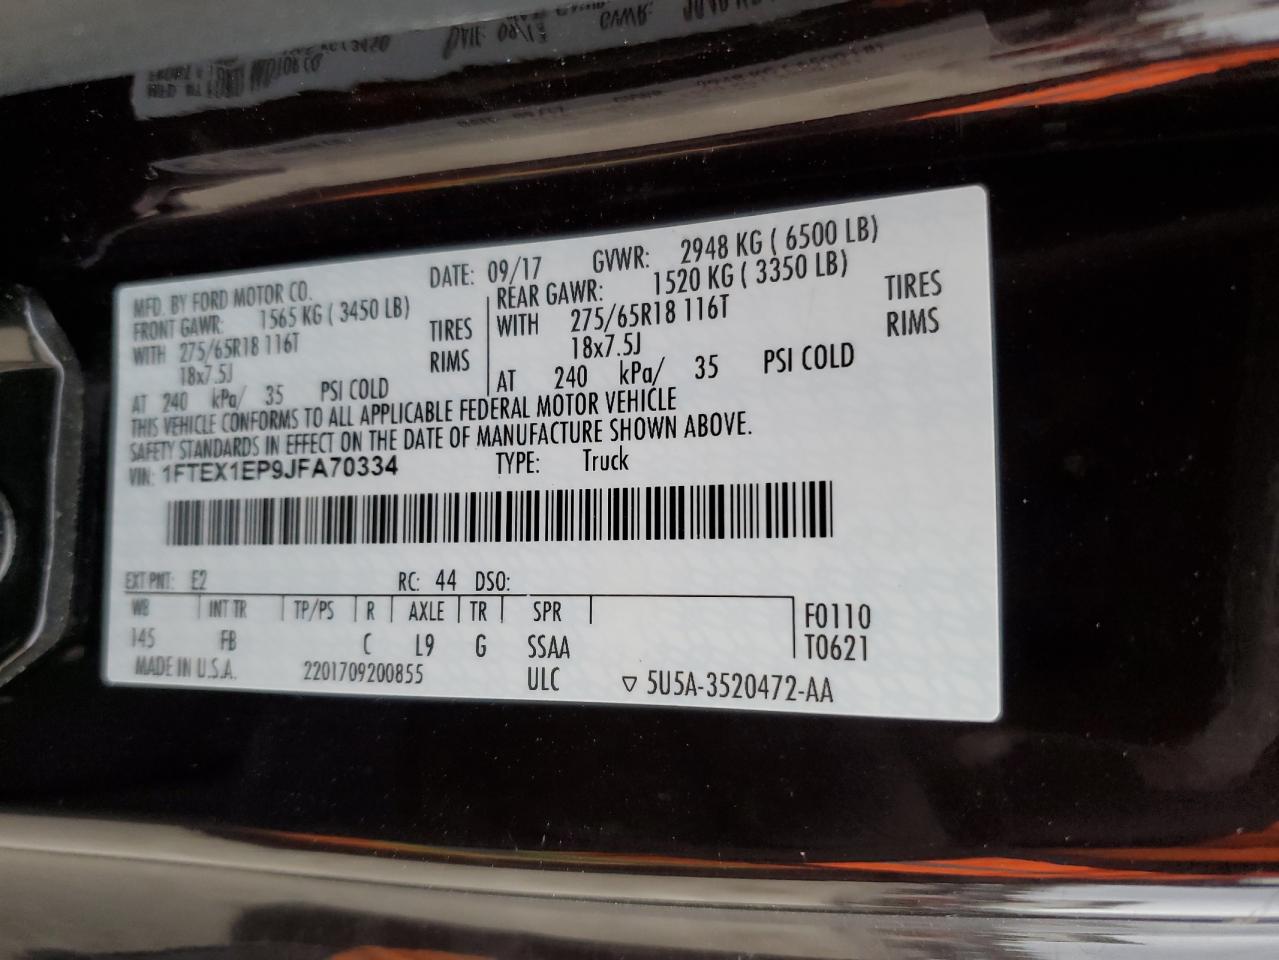 MFD. BY FORD MOTOR CO. DATE: 09/17 GVWR: 2948 KG ( 6500 LB)
FRONT GAWR: 1565 KG ( 3450 LB) REAR GAWR: 1520 KG ( 3350 LB)
WITH 275/65R18 116T TIRES WITH 275/65R18 116T TIRES
18x7.5J RIMS 18x7.5J RIMS
AT 240 kPa/ 35 PSI COLD AT 240 kPa/ 35 PSI COLD
THIS VEHICLE CONFORMS TO ALL APPLICABLE FEDERAL MOTOR VEHICLE
SAFETY STANDARDS IN EFFECT ON THE DATE OF MANUFACTURE SHOWN ABOVE.
VIN: 1FTEX1EP9JFA70334 TYPE: Truck
EXT PNT: E2 RC: 44 DSO:
WB INT TR TP/PS R AXLE TR SPR F0110
145 FB C L9 G SSAA T0621
MADE IN U.S.A. 2201709200855 ULC ▽ 5U5A-3520472-AA